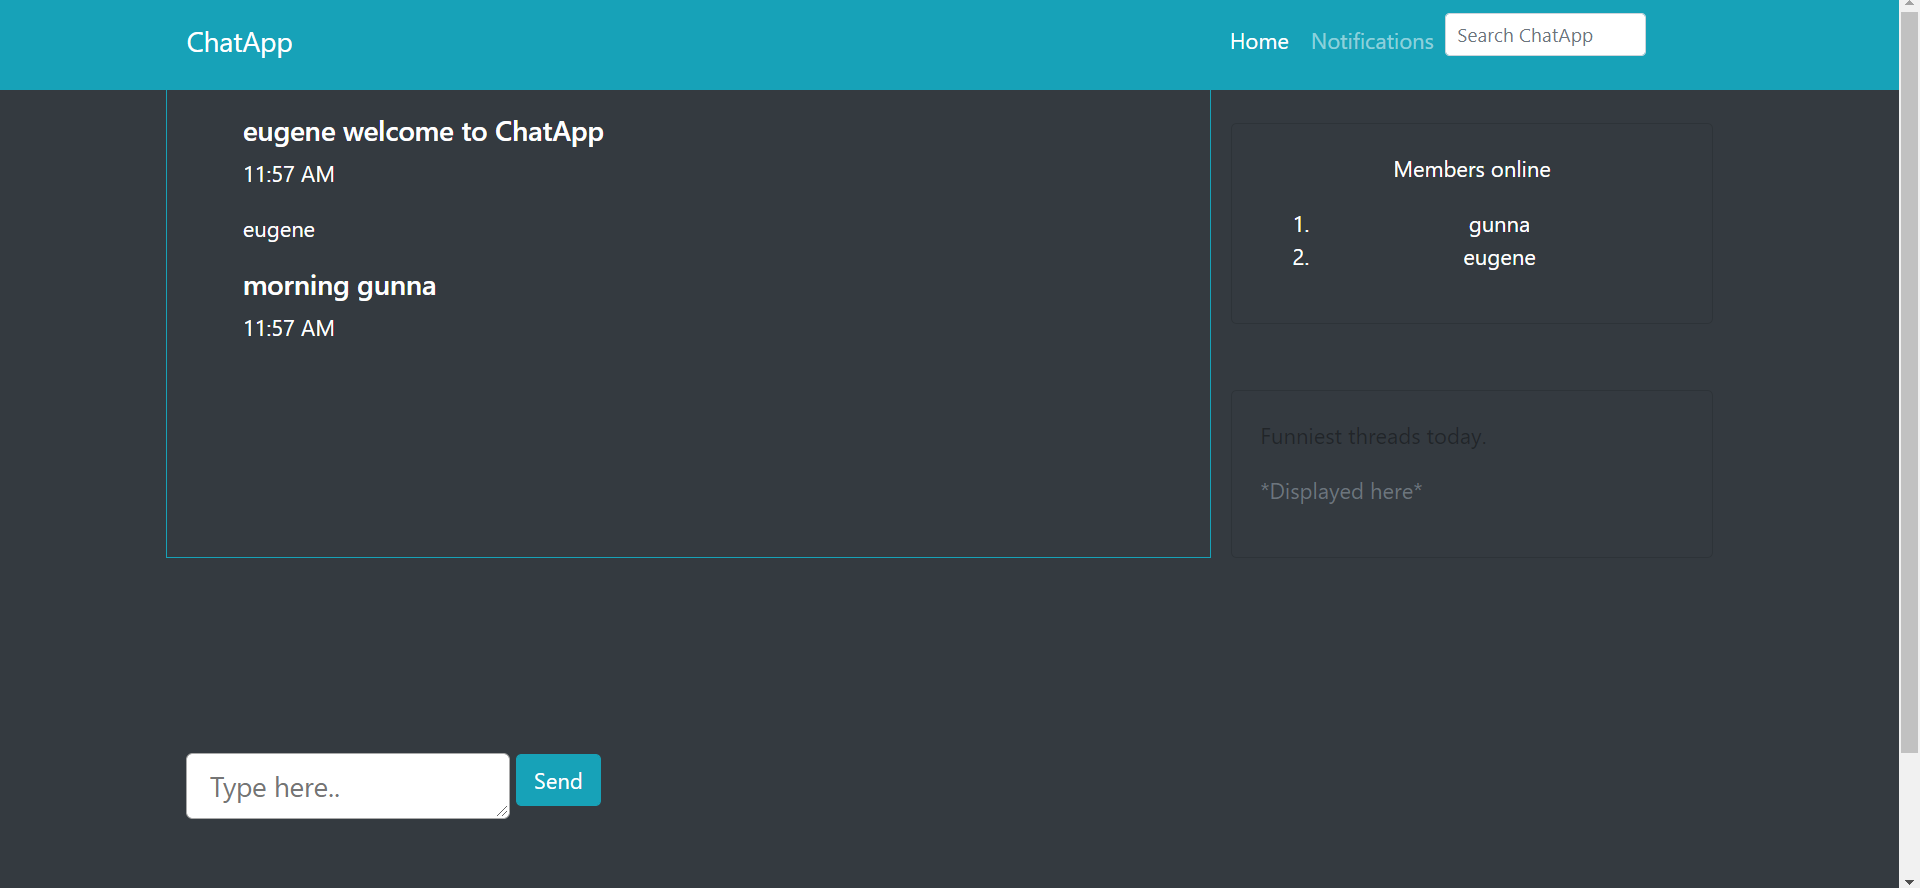 ChatApp
Home Notifications Search ChatApp
eugene welcome to ChatApp
11:57 AM
eugene
morning gunna
11:57 AM
Members online
1. gunna
2. eugene
Funniest threads today.
*Displayed here*
Type here..
Send